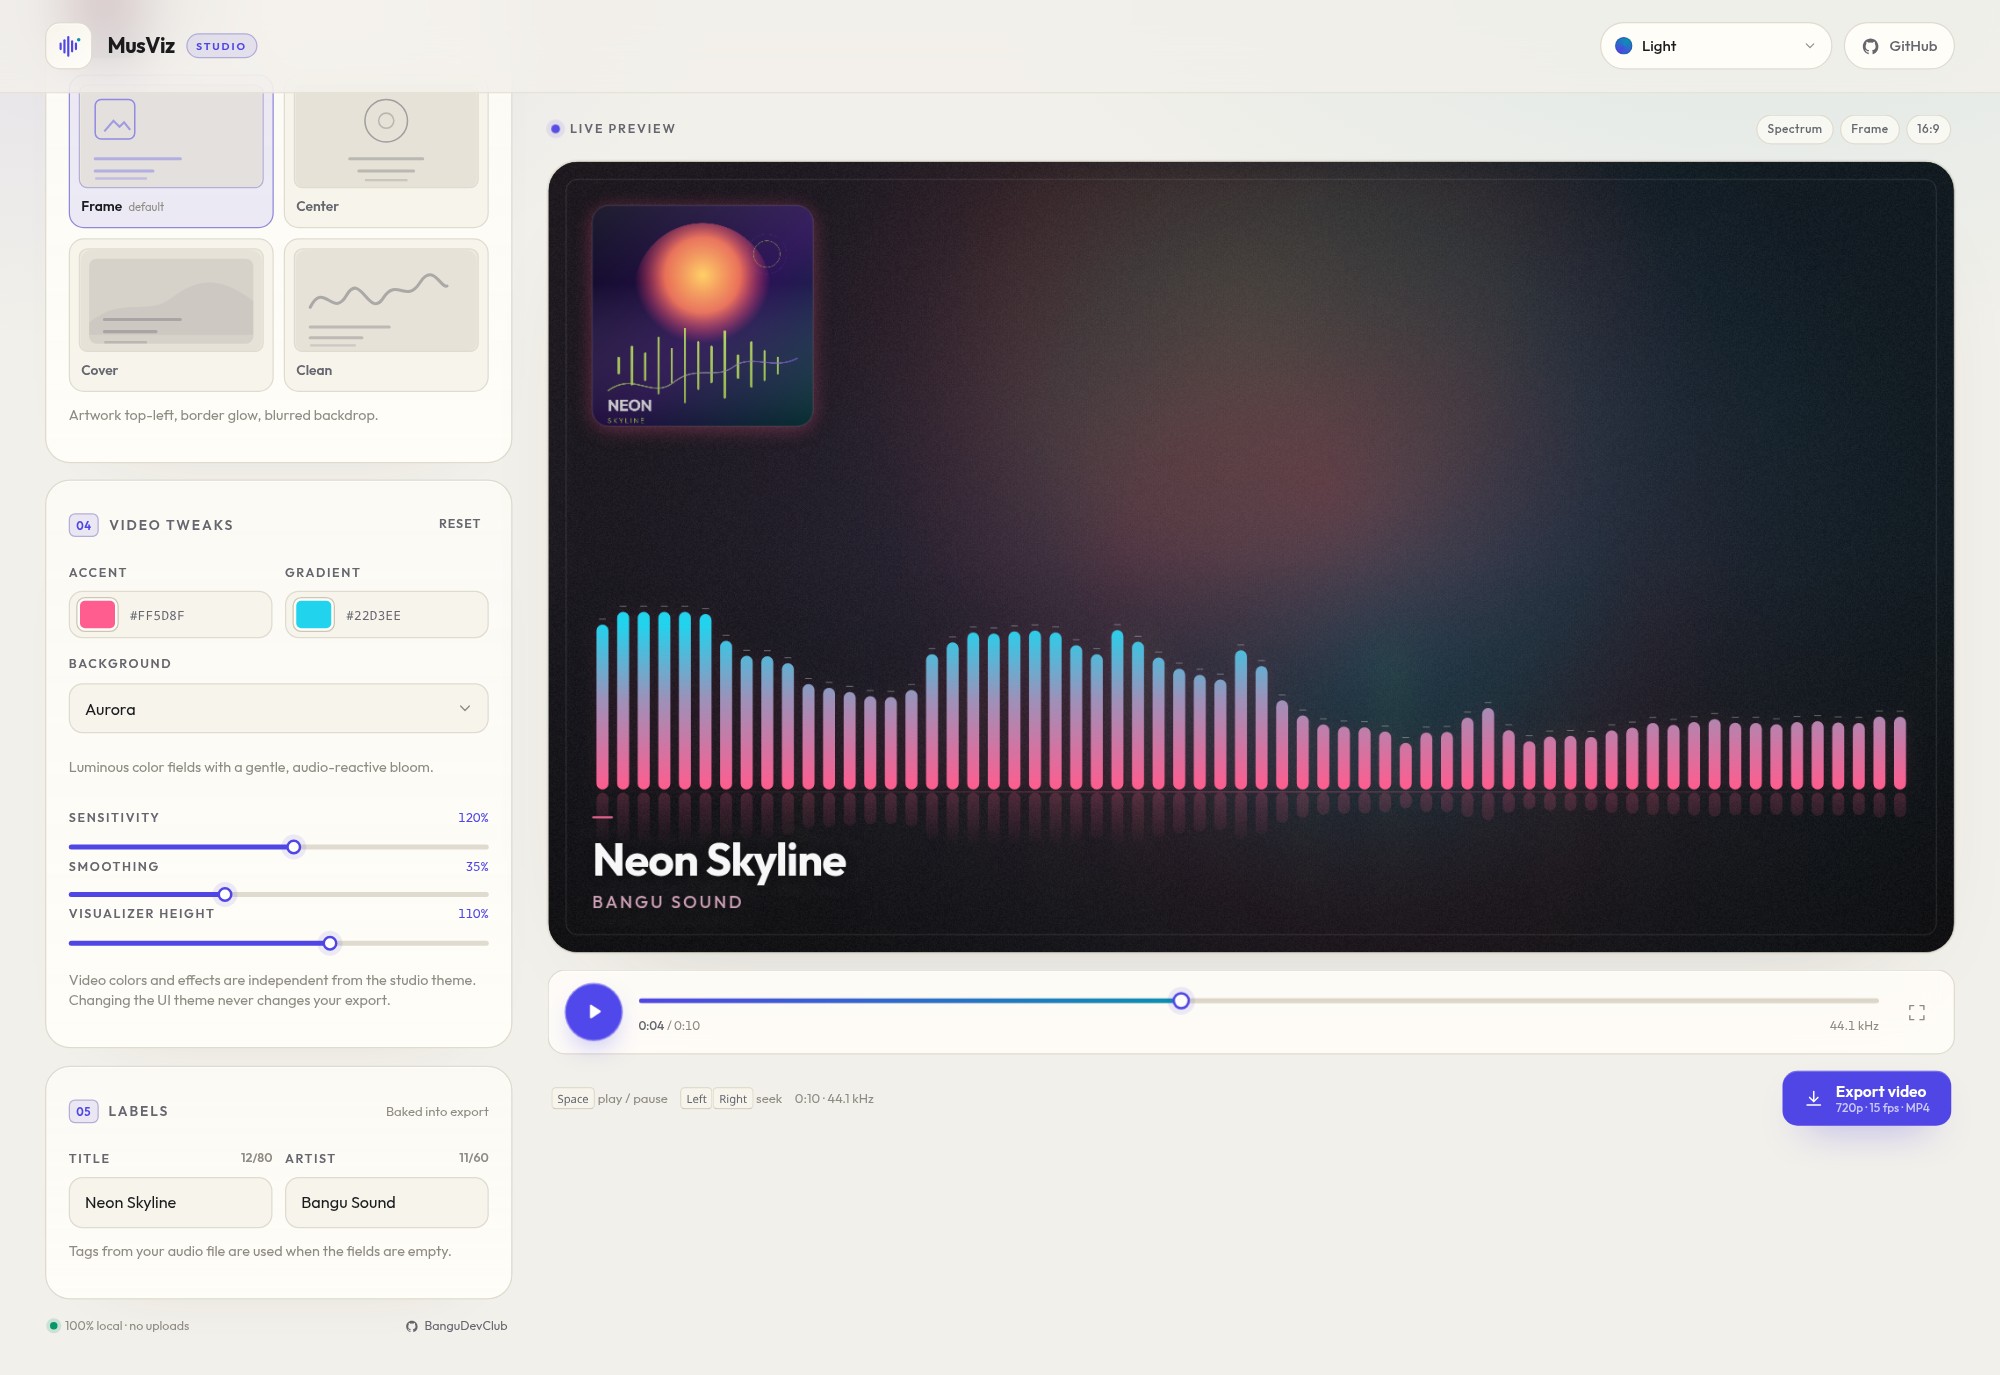 MusViz STUDIO
Light
GitHub
Frame default
Center
Cover
Clean
Artwork top-left, border glow, blurred backdrop.
04 VIDEO TWEAKS
RESET
ACCENT
GRADIENT
#FF5D8F
#22D3EE
BACKGROUND
Aurora
Luminous color fields with a gentle, audio-reactive bloom.
SENSITIVITY
120%
SMOOTHING
35%
VISUALIZER HEIGHT
110%
Video colors and effects are independent from the studio theme.
Changing the UI theme never changes your export.
05 LABELS
Baked into export
TITLE
12/80
ARTIST
11/60
Neon Skyline
Bangu Sound
Tags from your audio file are used when the fields are empty.
100% local · no uploads
BanguDevClub
LIVE PREVIEW
Spectrum
Frame
16:9
NEON
SKYLINE
Neon Skyline
BANGU SOUND
0:04 / 0:10
44.1 kHz
Space play / pause Left Right seek 0:10 · 44.1 kHz
Export video
720p · 15 fps · MP4